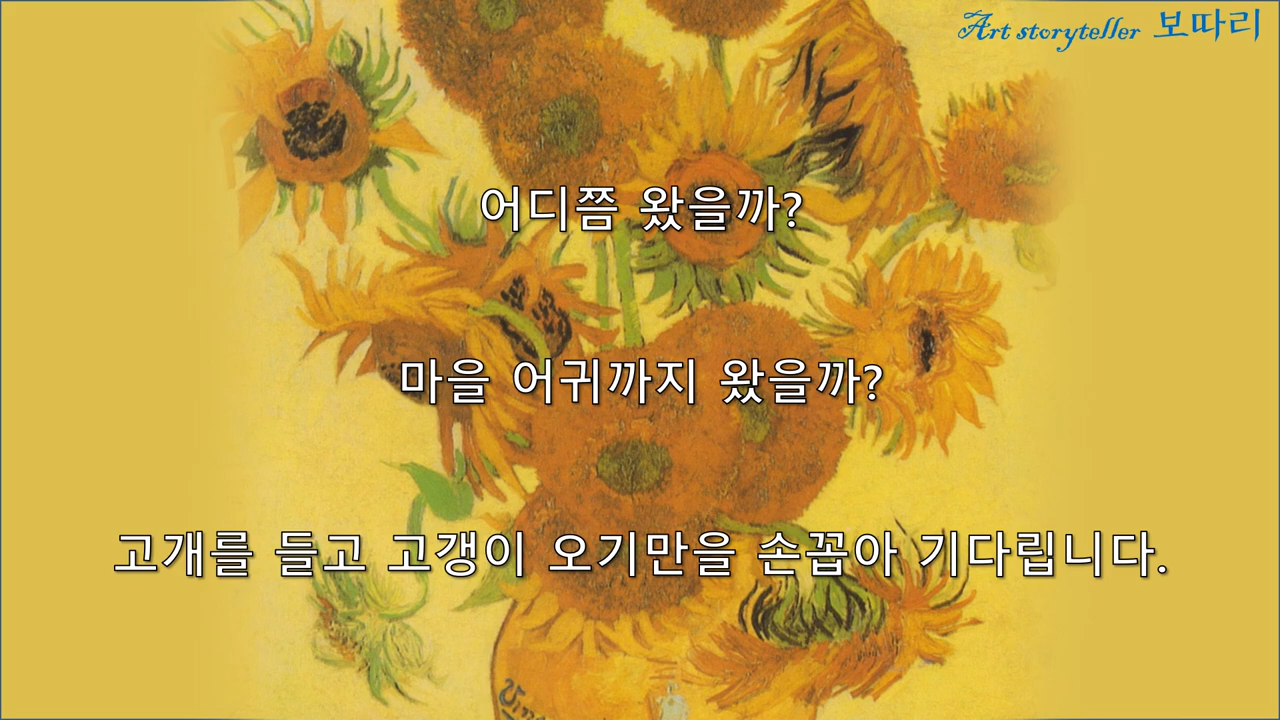 Art storyteller 보따리
어디쯤 왔을까?
마을 어귀까지 왔을까?
고개를 들고 고갱이 오기만을 손꼽아 기다립니다.